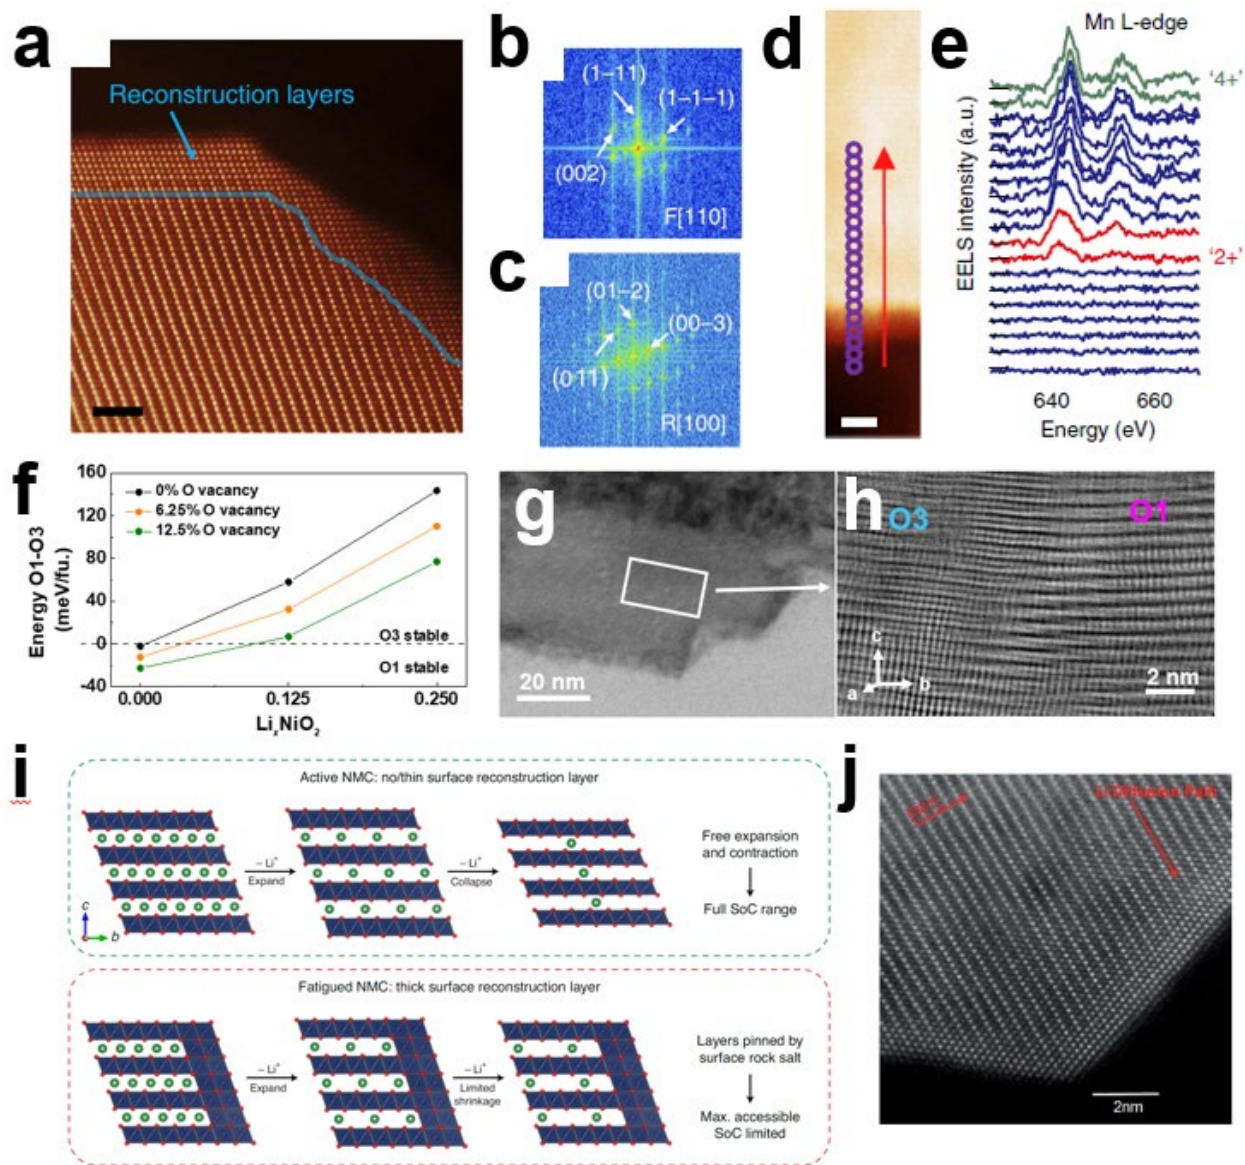 a
Reconstruction layers
b
(1–11)
(1–1–1)
(002)
F[110]
c
(01–2)
(00–3)
(011)
R[100]
d
e
Mn L-edge
EELS intensity (a.u.)
'4+'
'2+'
640
660
Energy (eV)
f
160
120
80
40
0
-40
Energy O1-O3
(meV/fu.)
0% O vacancy
6.25% O vacancy
12.5% O vacancy
O3 stable
O1 stable
0.000
0.125
0.250
LiₓNiO₂
g
20 nm
h
O3
O1
c
a
b
2 nm
i
Active NMC: no/thin surface reconstruction layer
– Li⁺
Expand
– Li⁺
Collapse
Free expansion
and contraction
Full SoC range
c
b
Fatigued NMC: thick surface reconstruction layer
– Li⁺
Expand
– Li⁺
Limited
shrinkage
Layers pinned by
surface rock salt
Max. accessible
SoC limited
j
Li Diffusion Path
2nm